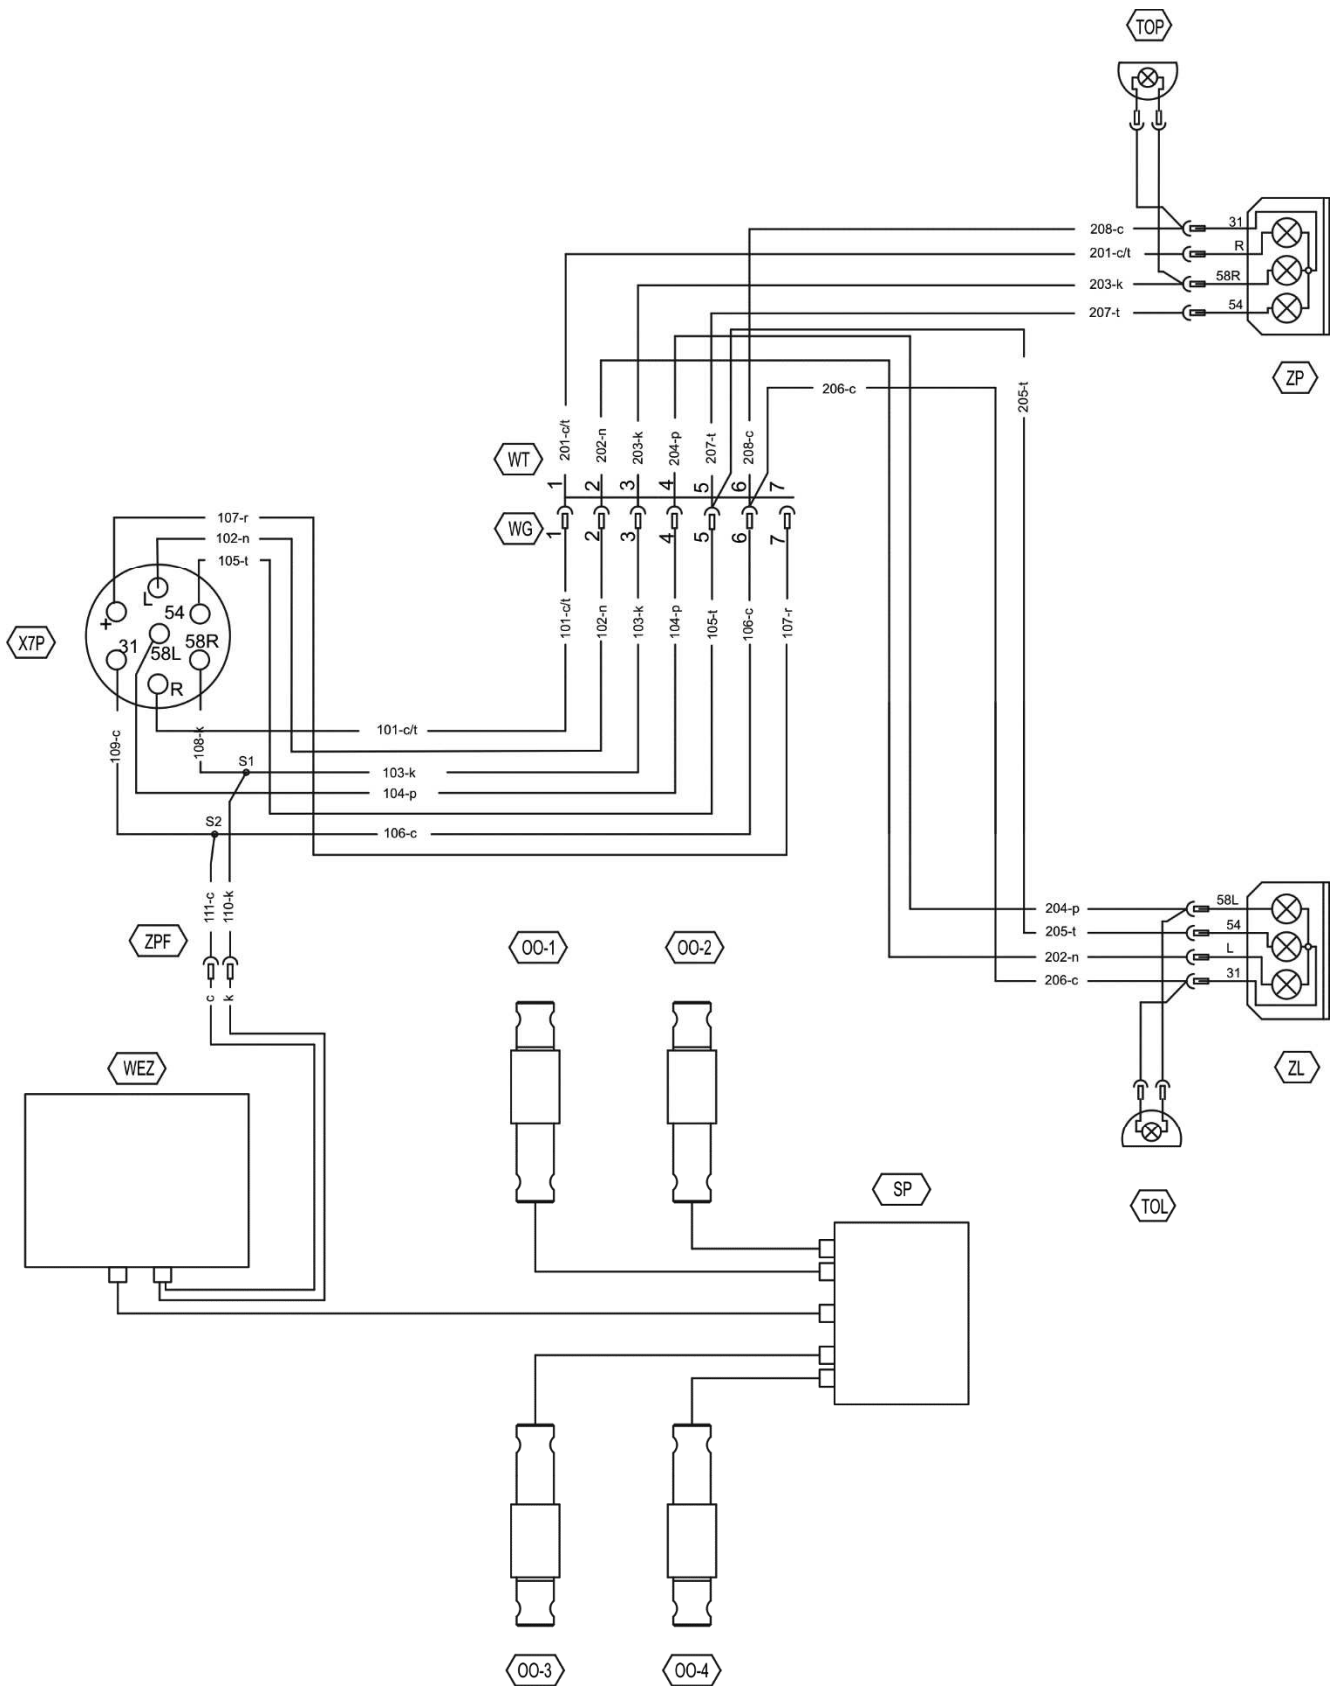 TOP
208-c
31
201-c/t
R
203-k
58R
207-t
54
ZP
206-c
205-t
WT
201-c/t
202-n
203-k
204-p
207-t
208-c
1
2
3
4
5
6
7
WG
1
2
3
4
5
6
7
101-c/t
102-n
103-k
104-p
105-t
106-c
107-r
107-r
102-n
105-t
X7P
+
L
54
31
58L
58R
R
109-c
108-k
101-c/t
S1
103-k
104-p
S2
106-c
111-c
110-k
ZPF
c
k
204-p
58L
205-t
54
202-n
L
206-c
31
ZL
TOL
OO-1
OO-2
WEZ
SP
OO-3
OO-4